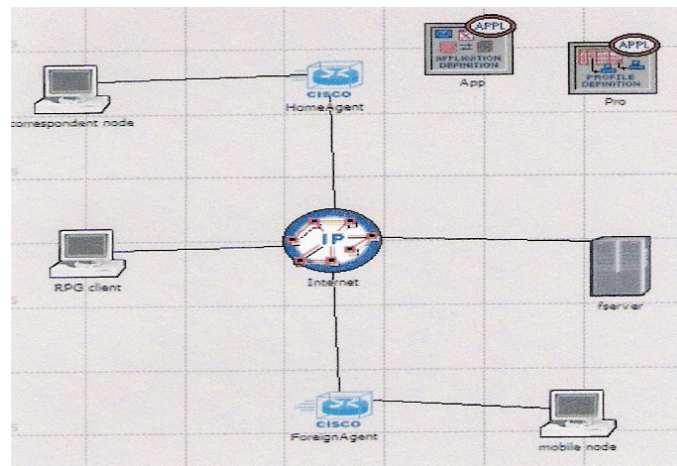 APPL
APPLICATION
DEFINITION
App
APPL
PROFILE
DEFINITION
Pro
correspondent node
CISCO
HomeAgent
RPG client
IP
Internet
fserver
CISCO
ForeignAgent
mobile node